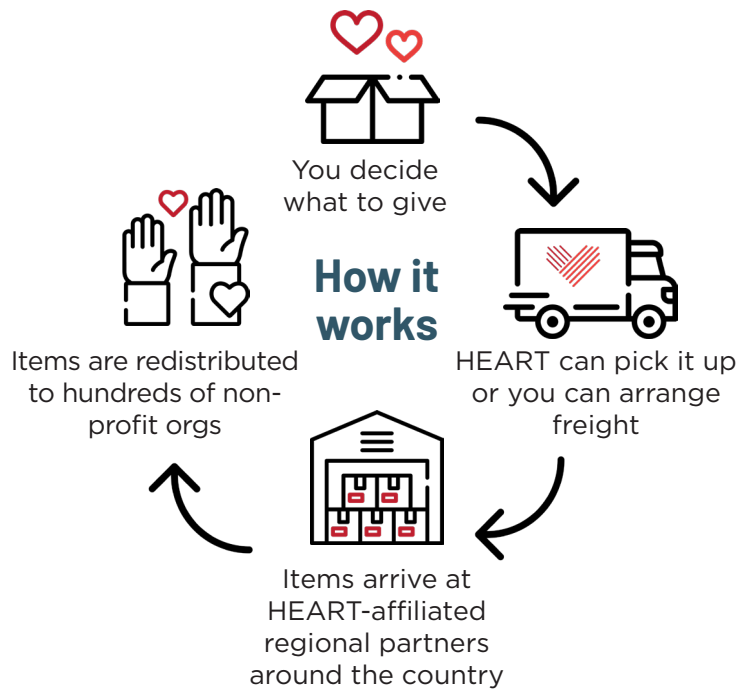 You decide
what to give
How it
works
HEART can pick it up
or you can arrange
freight
Items arrive at
HEART-affiliated
regional partners
around the country
Items are redistributed
to hundreds of non-
profit orgs